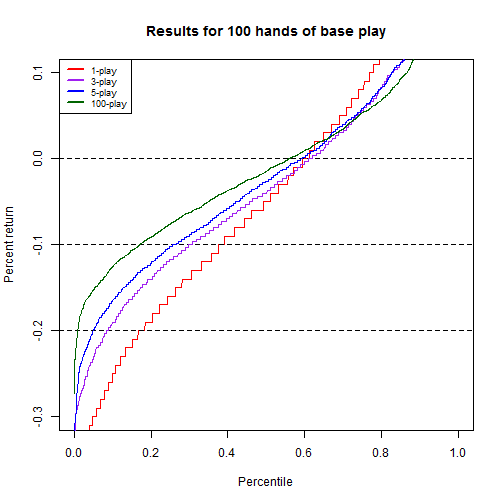 Results for 100 hands of base play
1-play
3-play
5-play
100-play
Percent return
0.1
0.0
-0.1
-0.2
-0.3
0.0 0.2 0.4 0.6 0.8 1.0
Percentile